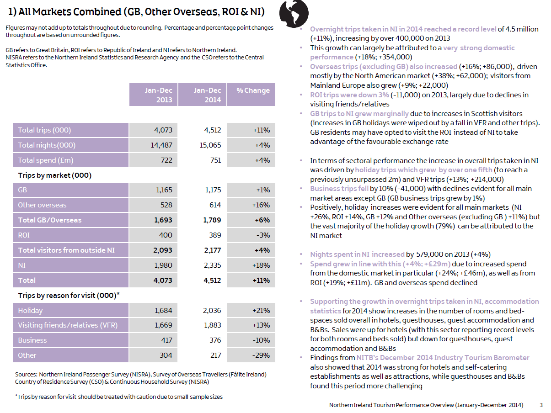 1) All Markets Combined (GB, Other Overseas, ROI & NI)
Figures may not add up to totals throughout due to rounding. Percentage and percentage point changes
throughout are based on unrounded figures.
GB refers to Great Britain, ROI refers to Republic of Ireland and NI refers to Northern Ireland.
NISRA refers to the Northern Ireland Statistics and Research Agency and the CSO refers to the Central
Statistics Office.
Jan-Dec 2013 Jan-Dec 2014 % Change
Total trips (000) 4,073 4,512 +11%
Total nights (000) 14,487 15,065 +4%
Total spend (£m) 722 751 +4%
Trips by market (000)
GB 1,165 1,175 +1%
Other overseas 528 614 +16%
Total GB/Overseas 1,693 1,789 +6%
ROI 400 389 -3%
Total visitors from outside NI 2,093 2,177 +4%
NI 1,980 2,335 +18%
Total 4,073 4,512 +11%
Trips by reason for visit (000)*
Holiday 1,684 2,036 +21%
Visiting friends/relatives (VFR) 1,669 1,883 +13%
Business 417 376 -10%
Other 304 217 -29%
Sources: Northern Ireland Passenger Survey (NISRA), Survey of Overseas Travellers (Fáilte Ireland)
Country of Residence Survey (CSO) & Continuous Household Survey (NISRA)
* Trips by reason for visit should be treated with caution due to small sample sizes
• Overnight trips taken in NI in 2014 reached a record level of 4.5 million
(+11%), increasing by over 400,000 on 2013
• This growth can largely be attributed to a very strong domestic
performance (+18%; +354,000)
• Overseas trips (excluding GB) also increased (+16%; +86,000), driven
mostly by the North American market (+38%; +62,000); visitors from
Mainland Europe also grew (+9%; +22,000)
• ROI trips were down 3% (-11,000) on 2013, largely due to declines in
visiting friends/relatives
• GB trips to NI grew marginally due to increases in Scottish visitors
(increases in GB holidays were wiped out by a fall in VFR and other trips).
GB residents may have opted to visit the ROI instead of NI to take
advantage of the favourable exchange rate
• In terms of sectoral performance the increase in overall trips taken in NI
was driven by holiday trips which grew by over one fifth (to reach a
previously unsurpassed 2m) and VFR trips (+13%; +214,000)
• Business trips fell by 10% (-41,000) with declines evident for all main
market areas except GB (GB business trips grew by 1%)
• Positively, holiday increases were evident for all main markets (NI
+26%, ROI +14%, GB +12% and Other overseas (excluding GB) +11%) but
the vast majority of the holiday growth (79%) can be attributed to the
NI market
• Nights spent in NI increased by 579,000 on 2013 (+4%)
• Spend grew in line with this (+4%; +£29m) due to increased spend
from the domestic market in particular (+24%; +£46m), as well as from
ROI (+19%; +£11m). GB and overseas spend declined
• Supporting the growth in overnight trips taken in NI, accommodation
statistics for 2014 show increases in the number of rooms and bed-
spaces sold overall in hotels, guesthouses, guest accommodation and
B&Bs. Sales were up for hotels (with this sector reporting record levels
for both rooms and beds sold) but down for guesthouses, guest
accommodation and B&Bs
• Findings from NITB's December 2014 Industry Tourism Barometer
also showed that 2014 was strong for hotels and self-catering
establishments as well as attractions, while guesthouses and B&Bs
found this period more challenging
Northern Ireland Tourism Performance Overview (January-December 2014) 3